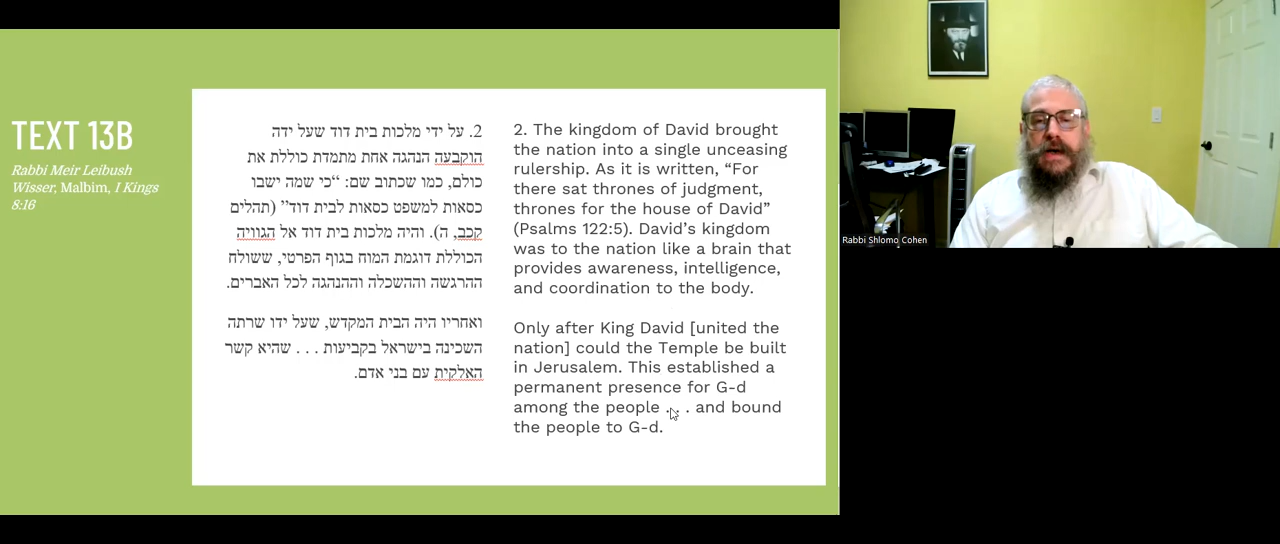 TEXT 13B
Rabbi Meir Leibush
Wisser, Malbim, I Kings
8:16
2. על ידי מלכות בית דוד שעל ידה
הוקבעה הנהגה אחת מתמדת כוללת את
כולם, כמו שכתוב שם: "כי שמה ישבו
כסאות למשפט כסאות לבית דוד" (תהלים
קכב, ה). והיה מלכות בית דוד אל הגוויה
הכוללת דוגמת המוח בגוף הפרטי, ששולח
ההרגשה וההשכלה וההנהגה לכל האברים.
ואחריו היה הבית המקדש, שעל ידו שרתה
השכינה בישראל בקביעות . . . שהיא קשר
האלקית עם בני אדם.
2. The kingdom of David brought
the nation into a single unceasing
rulership. As it is written, “For
there sat thrones of judgment,
thrones for the house of David”
(Psalms 122:5). David’s kingdom
was to the nation like a brain that
provides awareness, intelligence,
and coordination to the body.
Only after King David [united the
nation] could the Temple be built
in Jerusalem. This established a
permanent presence for G-d
among the people . . . and bound
the people to G-d.
Rabbi Shlomo Cohen